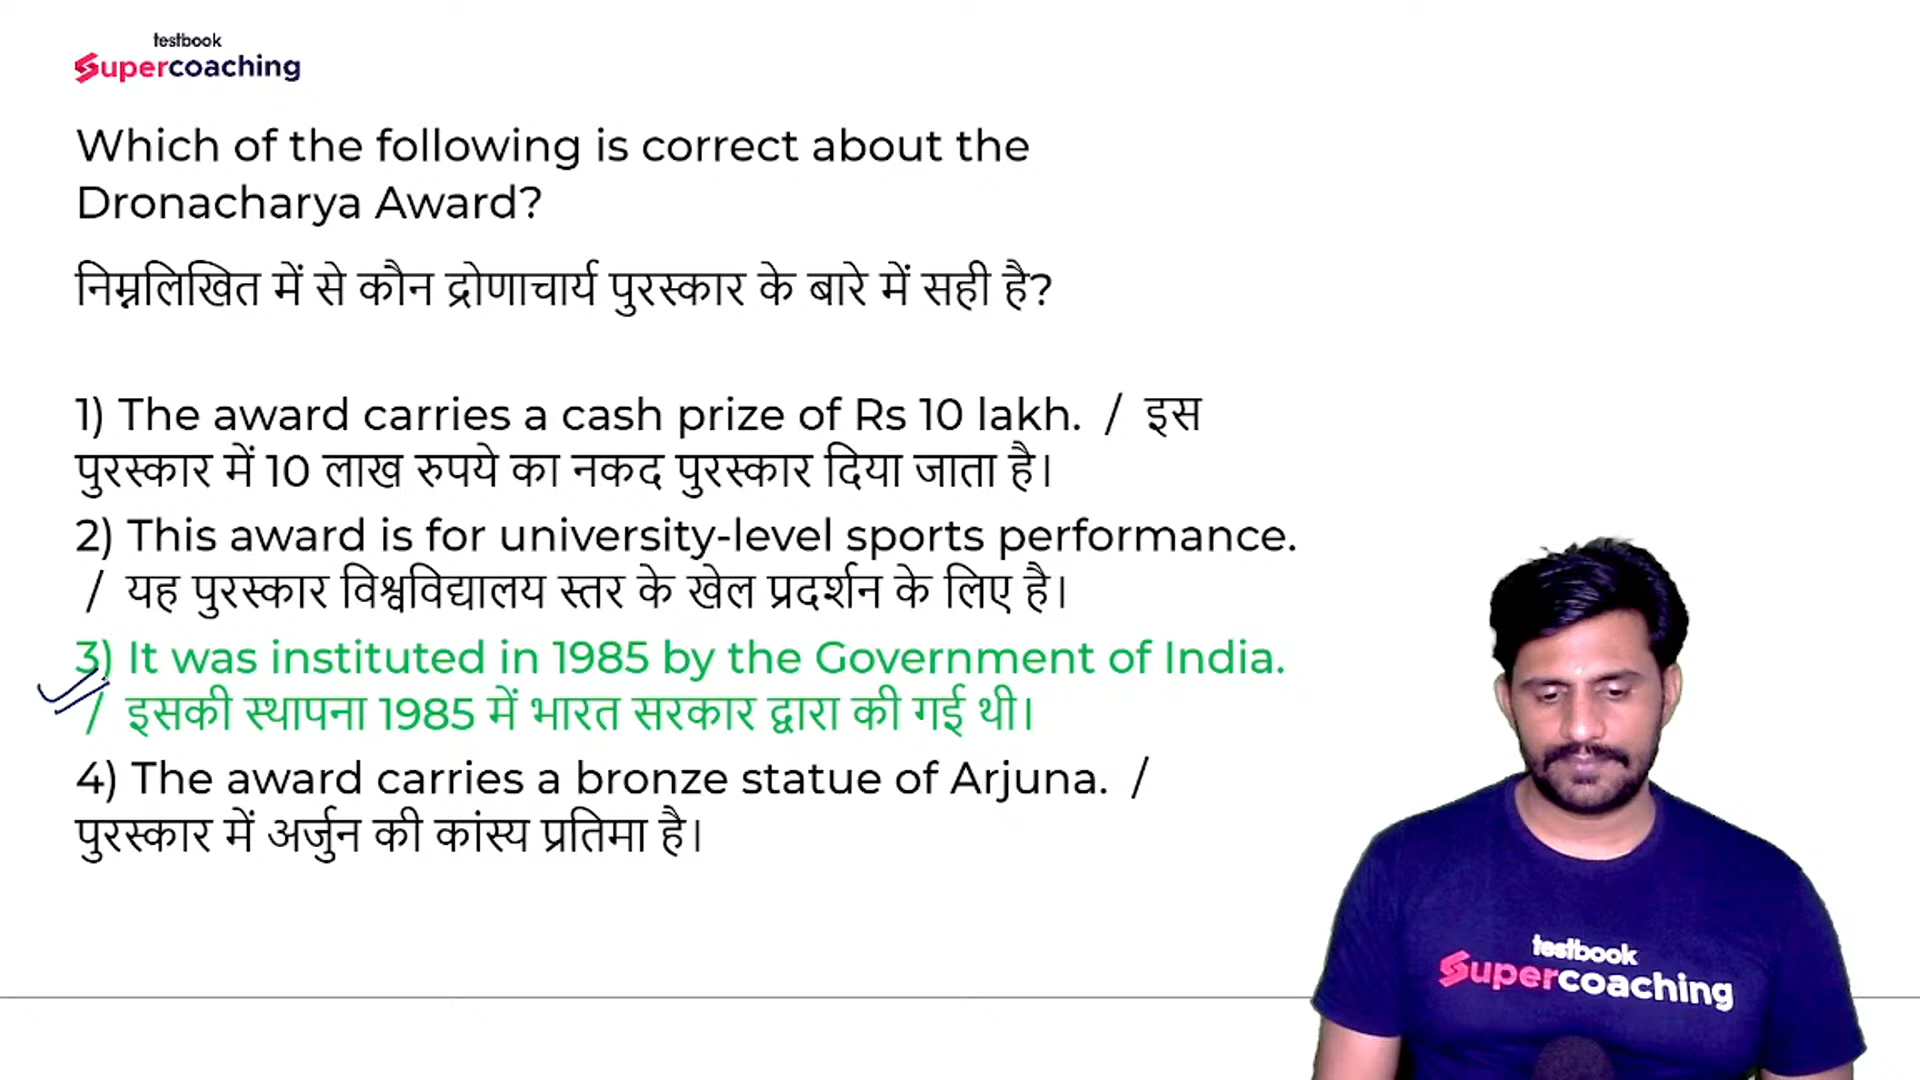 testbook
Supercoaching
Which of the following is correct about the
Dronacharya Award?
निम्नलिखित में से कौन द्रोणाचार्य पुरस्कार के बारे में सही है?
1) The award carries a cash prize of Rs 10 lakh. / इस
पुरस्कार में 10 लाख रुपये का नकद पुरस्कार दिया जाता है।
2) This award is for university-level sports performance.
/ यह पुरस्कार विश्वविद्यालय स्तर के खेल प्रदर्शन के लिए है।
3) It was instituted in 1985 by the Government of India.
/ इसकी स्थापना 1985 में भारत सरकार द्वारा की गई थी।
4) The award carries a bronze statue of Arjuna. /
पुरस्कार में अर्जुन की कांस्य प्रतिमा है।
testbook
Supercoaching